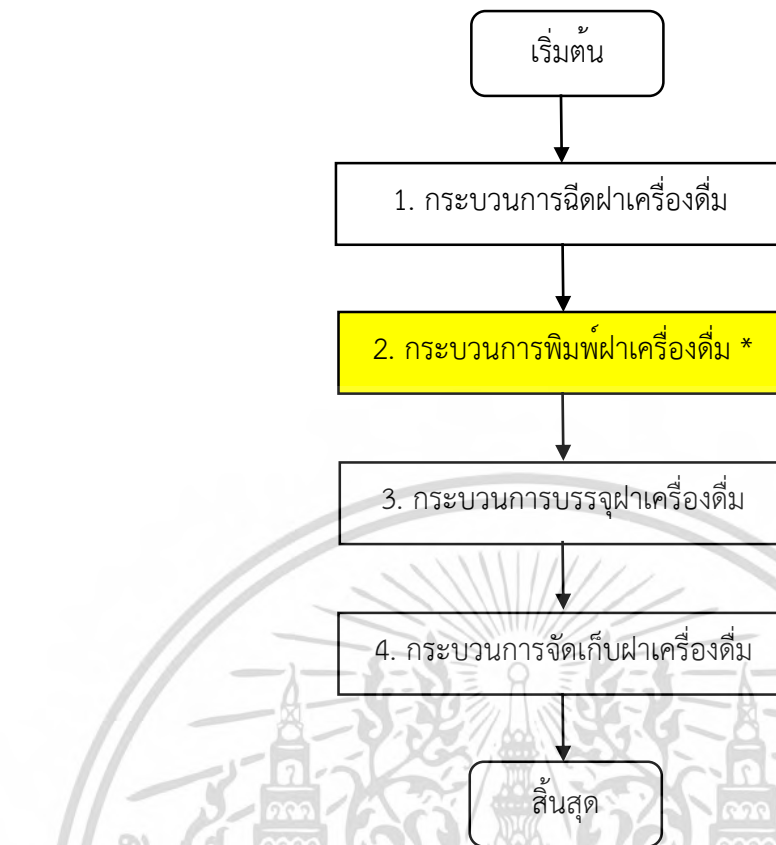 เริ่มต้น
1. กระบวนการฉีดฝาเครื่องดื่ม
2. กระบวนการพิมพ์ฝาเครื่องดื่ม *
3. กระบวนการบรรจุฝาเครื่องดื่ม
4. กระบวนการจัดเก็บฝาเครื่องดื่ม
สิ้นสุด